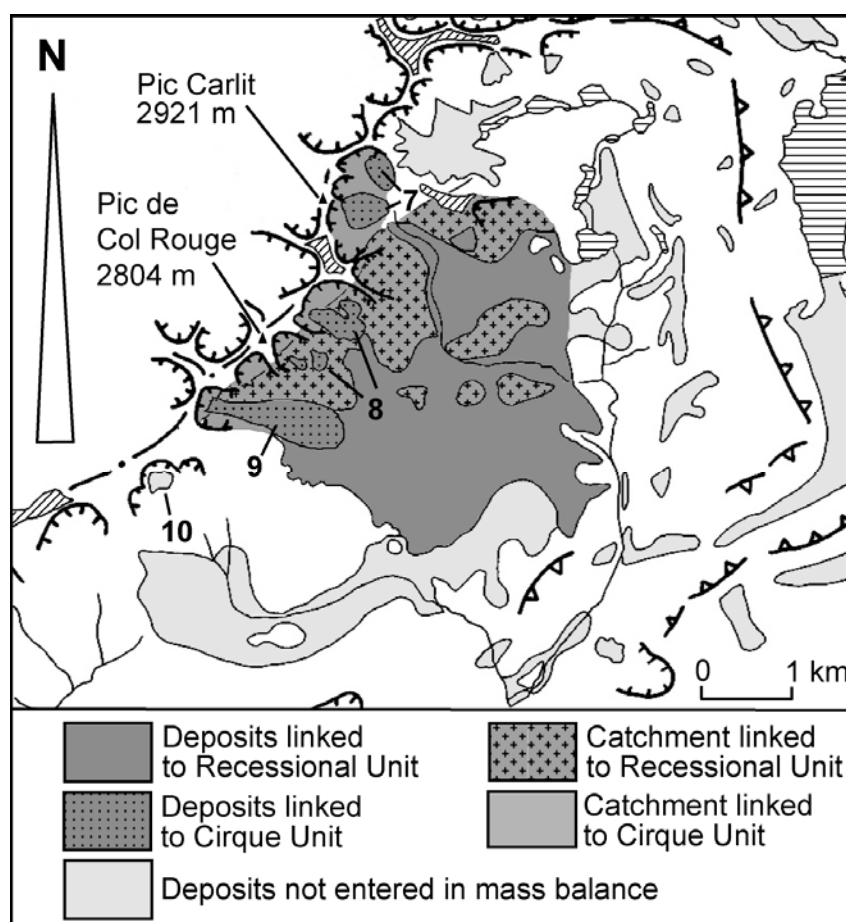 N
Pic Carlit
2921 m
Pic de
Col Rouge
2804 m
7
8
9
10
0 1 km
Deposits linked
to Recessional Unit
Catchment linked
to Recessional Unit
Deposits linked
to Cirque Unit
Catchment linked
to Cirque Unit
Deposits not entered in mass balance